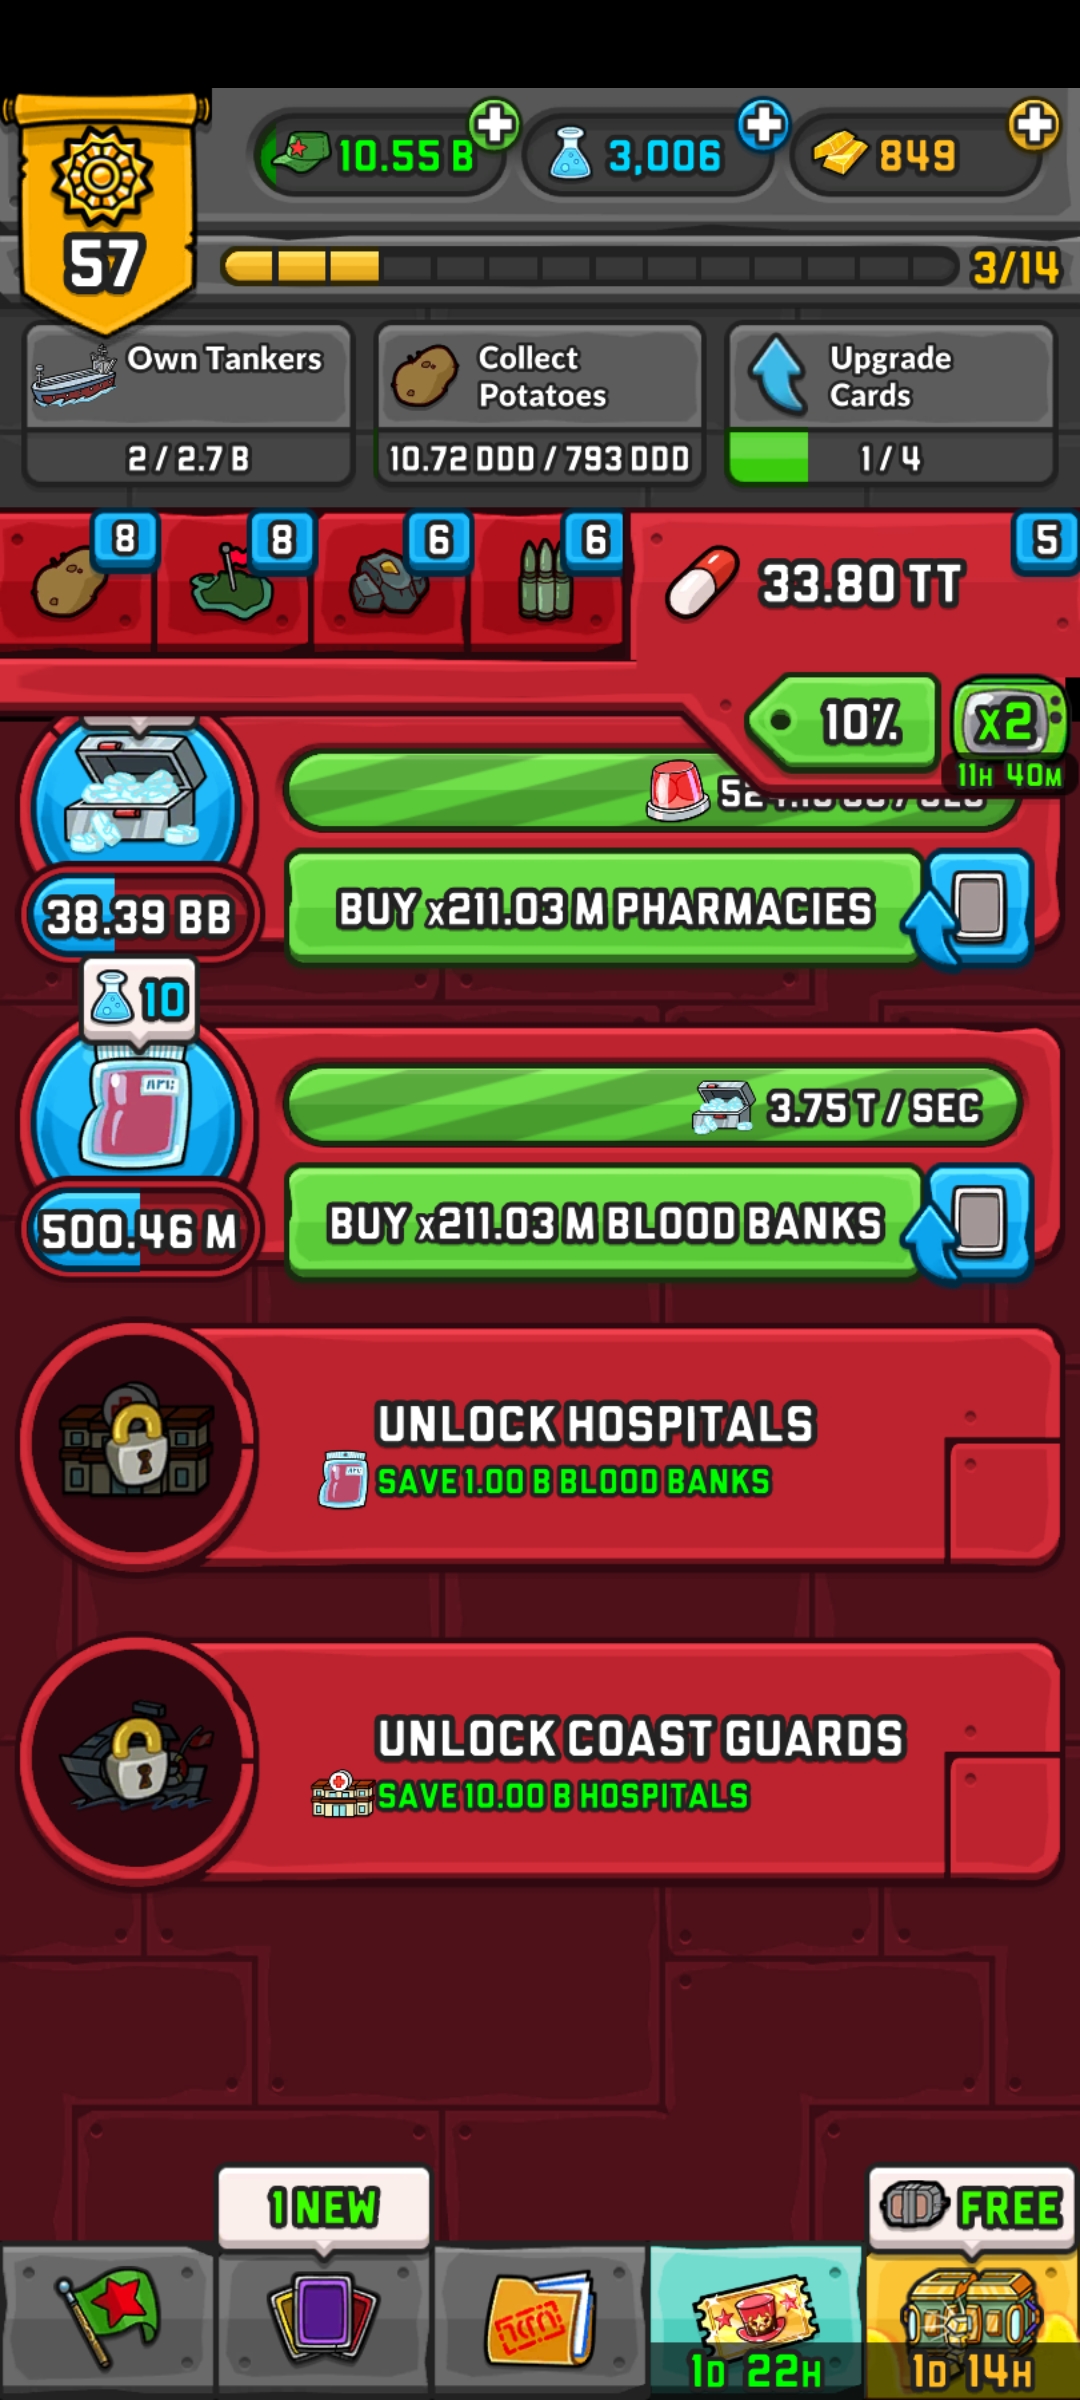 10.55 B
3,006
849
57
3/14
Own Tankers
2 / 2.7 B
Collect
Potatoes
10.72 DDD / 793 DDD
Upgrade
Cards
1 / 4
8
8
6
6
5
33.80 TT
10%
x2
11H 40M
38.39 BB
BUY x211.03 M PHARMACIES
10
3.75 T / SEC
500.46 M
BUY x211.03 M BLOOD BANKS
UNLOCK HOSPITALS
SAVE 1.00 B BLOOD BANKS
UNLOCK COAST GUARDS
SAVE 10.00 B HOSPITALS
1 NEW
FREE
1D 22H
1D 14H